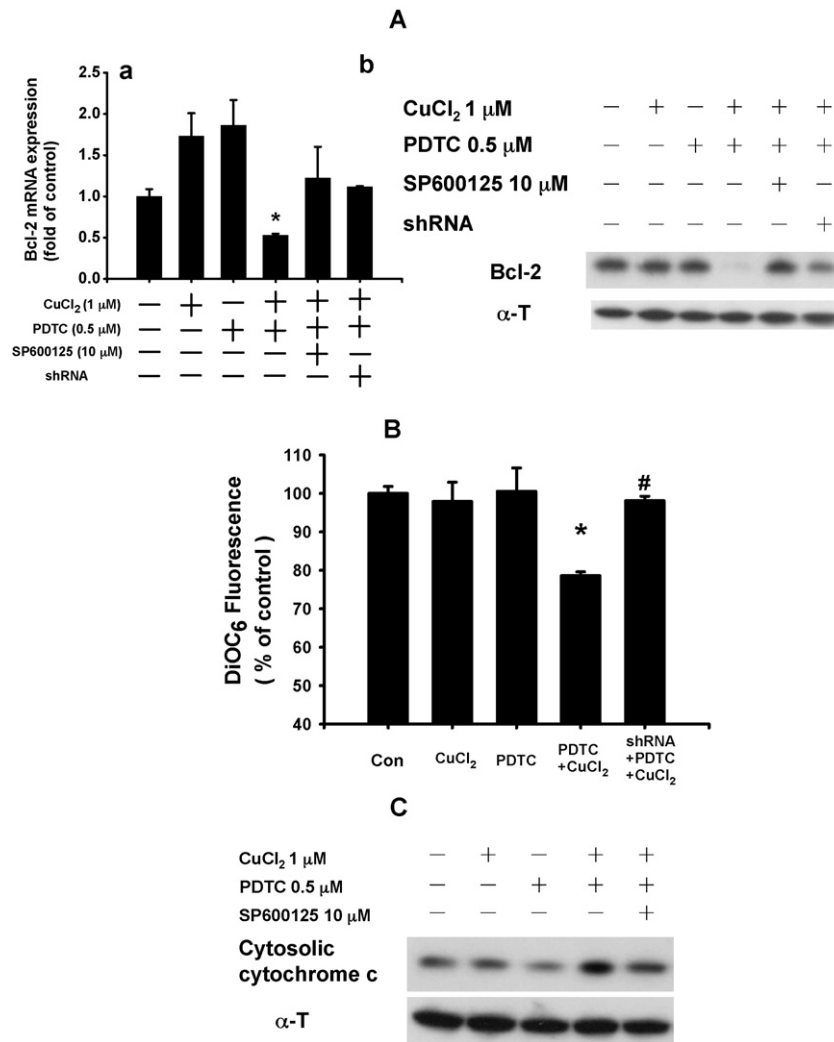 A
a
b
Bcl-2 mRNA expression
(fold of control)
2.5
2.0
1.5
1.0
0.5
0.0
*
CuCl₂ (1 μM) — + — + + +
PDTC (0.5 μM) — — + + + +
SP600125 (10 μM) — — — — + —
shRNA — — — — — +
CuCl₂ 1 μM — + — + + +
PDTC 0.5 μM — — + + + +
SP600125 10 μM — — — — + —
shRNA — — — — — +
Bcl-2
α-T
B
DiOC₆ Fluorescence
( % of control )
110
100
90
80
70
60
50
40
*
#
Con
CuCl₂
PDTC
PDTC
+CuCl₂
shRNA
+PDTC
+CuCl₂
C
CuCl₂ 1 μM — + — + +
PDTC 0.5 μM — — + + +
SP600125 10 μM — — — — +
Cytosolic
cytochrome c
α-T